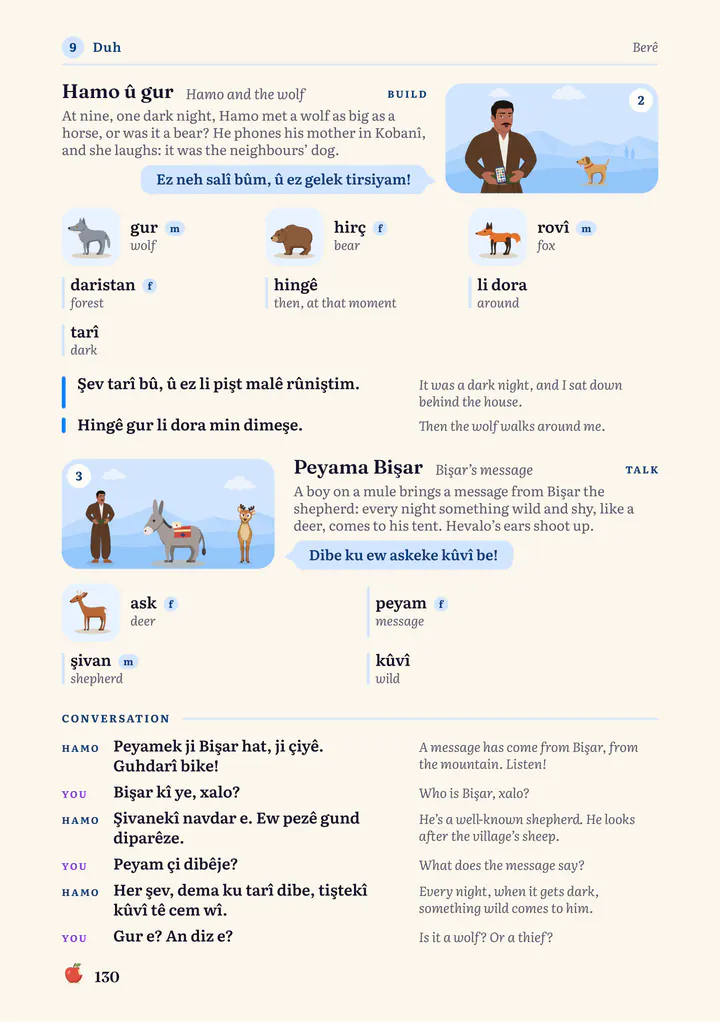 9 Duh
Berê
Hamo û gur Hamo and the wolf BUILD
At nine, one dark night, Hamo met a wolf as big as a
horse, or was it a bear? He phones his mother in Kobanî,
and she laughs: it was the neighbours’ dog.
Ez neh salî bûm, û ez gelek tirsiyam!
2
gur m
wolf
hirç f
bear
rovî m
fox
daristan f
forest
hingê
then, at that moment
li dora
around
tarî
dark
Şev tarî bû, û ez li pişt malê rûniştim.
It was a dark night, and I sat down
behind the house.
Hingê gur li dora min dimeşe.
Then the wolf walks around me.
3
Peyama Bişar Bişar’s message TALK
A boy on a mule brings a message from Bişar the
shepherd: every night something wild and shy, like a
deer, comes to his tent. Hevalo’s ears shoot up.
Dibe ku ew askeke kûvî be!
ask f
deer
peyam f
message
şivan m
shepherd
kûvî
wild
CONVERSATION
HAMO Peyamek ji Bişar hat, ji çiyê.
Guhdarî bike!
A message has come from Bişar, from
the mountain. Listen!
YOU Bişar kî ye, xalo?
Who is Bişar, xalo?
HAMO Şivanekî navdar e. Ew pezê gund
diparêze.
He’s a well-known shepherd. He looks
after the village’s sheep.
YOU Peyam çi dibêje?
What does the message say?
HAMO Her şev, dema ku tarî dibe, tiştekî
kûvî tê cem wî.
Every night, when it gets dark,
something wild comes to him.
YOU Gur e? An diz e?
Is it a wolf? Or a thief?
130